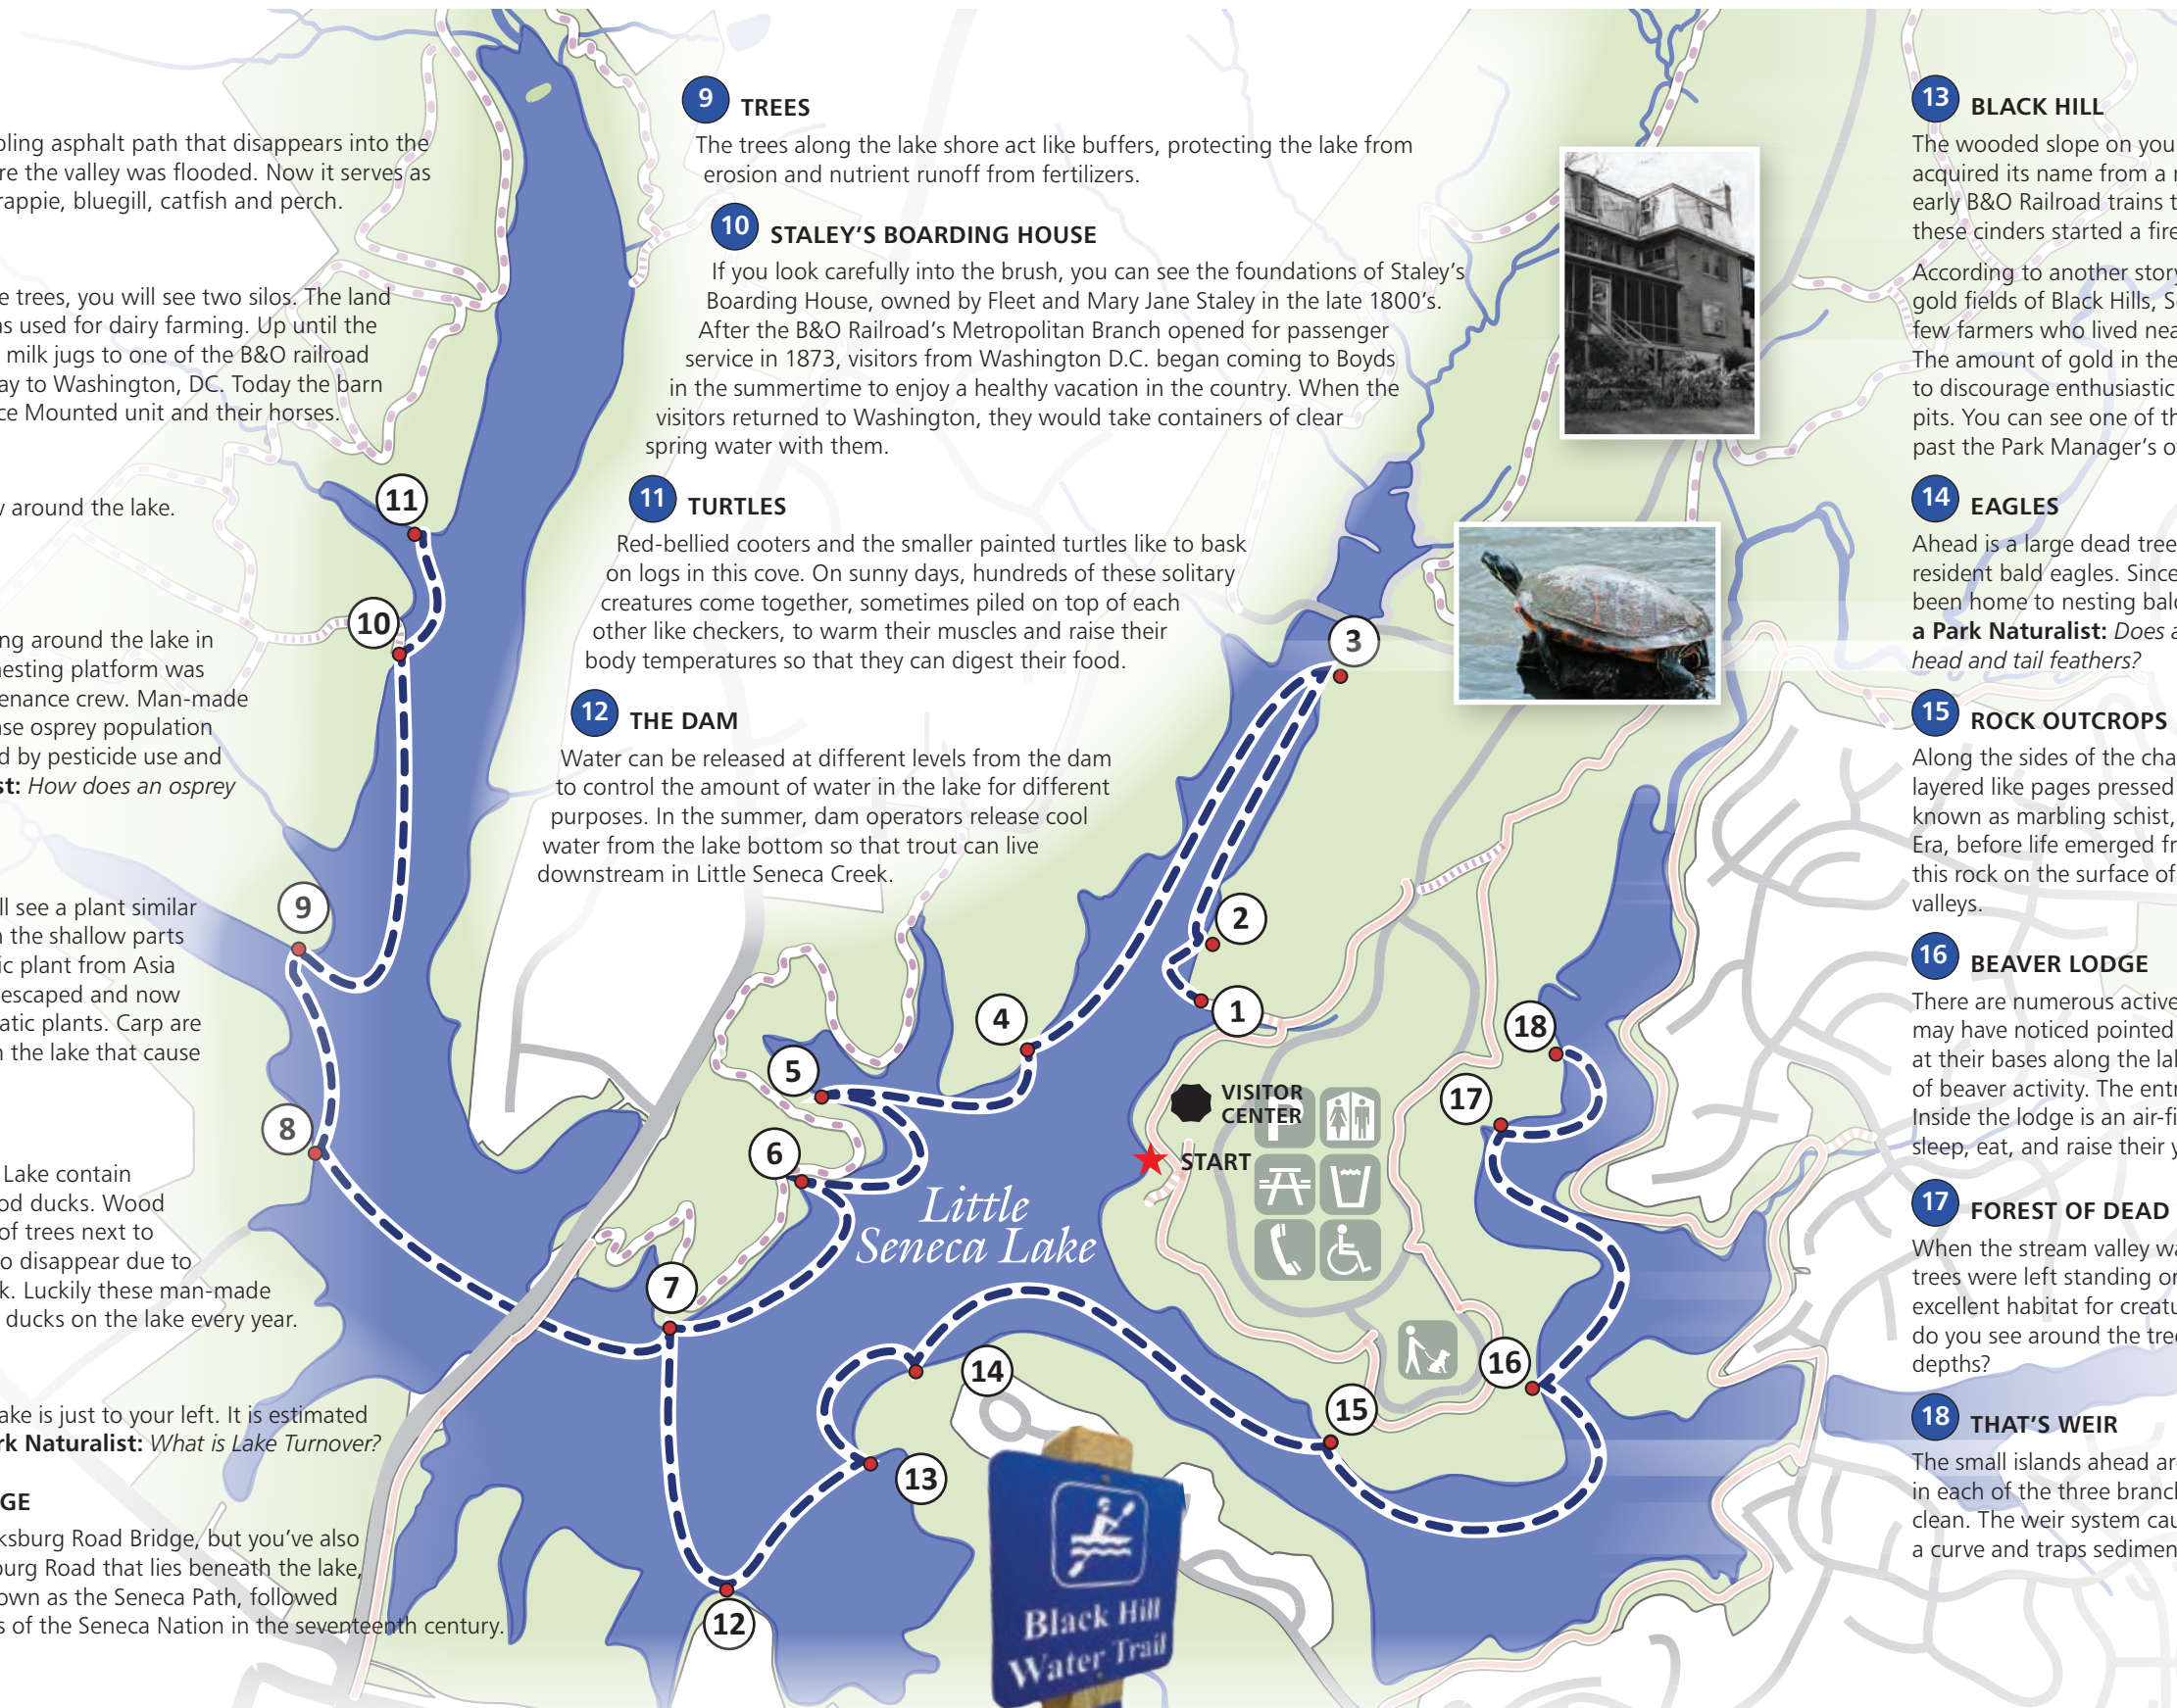 bling asphalt path that disappears into the
re the valley was flooded. Now it serves as
rappie, bluegill, catfish and perch.
e trees, you will see two silos. The land
as used for dairy farming. Up until the
milk jugs to one of the B&O railroad
ay to Washington, DC. Today the barn
ce Mounted unit and their horses.
around the lake.
ng around the lake in
nesting platform was
tenance crew. Man-made
ase osprey population
d by pesticide use and
st: How does an osprey
ll see a plant similar
n the shallow parts
ic plant from Asia
escaped and now
atic plants. Carp are
n the lake that cause
Lake contain
od ducks. Wood
of trees next to
o disappear due to
k. Luckily these man-made
ducks on the lake every year.
ake is just to your left. It is estimated
rk Naturalist: What is Lake Turnover?
GE
ksburg Road Bridge, but you've also
burg Road that lies beneath the lake,
own as the Seneca Path, followed
s of the Seneca Nation in the seventeenth century.
9 TREES
The trees along the lake shore act like buffers, protecting the lake from
erosion and nutrient runoff from fertilizers.
10 STALEY'S BOARDING HOUSE
If you look carefully into the brush, you can see the foundations of Staley's
Boarding House, owned by Fleet and Mary Jane Staley in the late 1800's.
After the B&O Railroad's Metropolitan Branch opened for passenger
service in 1873, visitors from Washington D.C. began coming to Boyds
in the summertime to enjoy a healthy vacation in the country. When the
visitors returned to Washington, they would take containers of clear
spring water with them.
11 TURTLES
Red-bellied cooters and the smaller painted turtles like to bask
on logs in this cove. On sunny days, hundreds of these solitary
creatures come together, sometimes piled on top of each
other like checkers, to warm their muscles and raise their
body temperatures so that they can digest their food.
12 THE DAM
Water can be released at different levels from the dam
to control the amount of water in the lake for different
purposes. In the summer, dam operators release cool
water from the lake bottom so that trout can live
downstream in Little Seneca Creek.
11
10
9
8
7
6
5
4
3
2
1
18
17
16
15
14
13
12
VISITOR
CENTER
P
START
Little
Seneca Lake
Black Hill
Water Trail
13 BLACK HILL
The wooded slope on you
acquired its name from a
early B&O Railroad trains t
these cinders started a fire
According to another story
gold fields of Black Hills, S
few farmers who lived nea
The amount of gold in the
to discourage enthusiastic
pits. You can see one of th
past the Park Manager's o
14 EAGLES
Ahead is a large dead tree
resident bald eagles. Since
been home to nesting bald
a Park Naturalist: Does a
head and tail feathers?
15 ROCK OUTCROPS
Along the sides of the cha
layered like pages pressed
known as marbling schist,
Era, before life emerged fr
this rock on the surface of
valleys.
16 BEAVER LODGE
There are numerous active
may have noticed pointed
at their bases along the la
of beaver activity. The entr
Inside the lodge is an air-fi
sleep, eat, and raise their y
17 FOREST OF DEAD
When the stream valley wa
trees were left standing or
excellent habitat for creatu
do you see around the tree
depths?
18 THAT'S WEIR
The small islands ahead are
in each of the three branch
clean. The weir system cau
a curve and traps sedimen